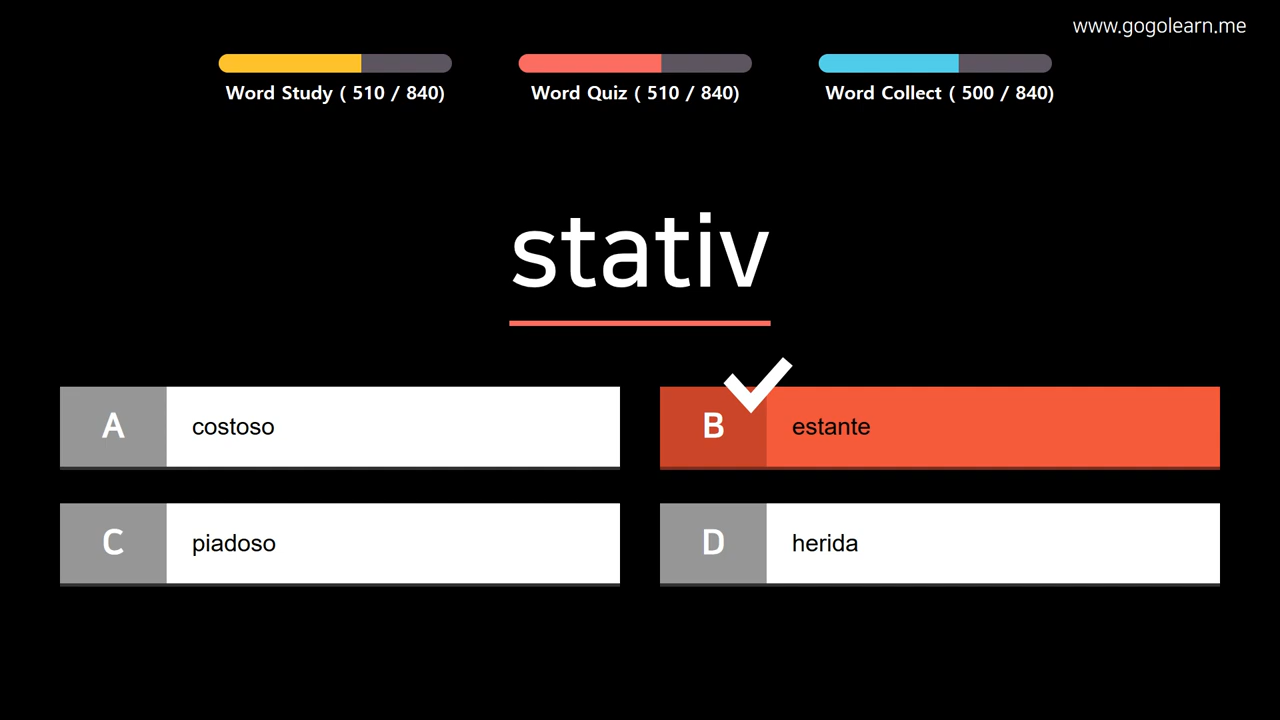 www.gogolearn.me
Word Study ( 510 / 840)
Word Quiz ( 510 / 840)
Word Collect ( 500 / 840)
stativ
A costoso
B estante
C piadoso
D herida